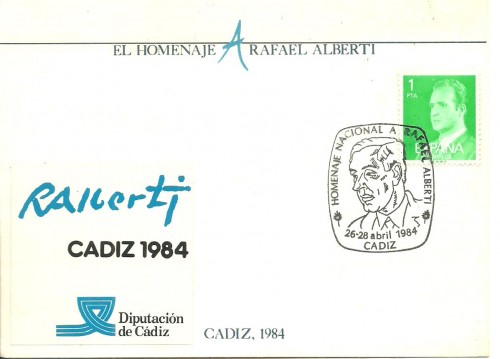 EL HOMENAJE A RAFAEL ALBERTI
1
PTA
ESPAÑA
HOMENAJE NACIONAL A RAFAEL ALBERTI
26-28 abril 1984
CADIZ
RAlberti
CADIZ 1984
Diputación
de Cádiz
CADIZ, 1984